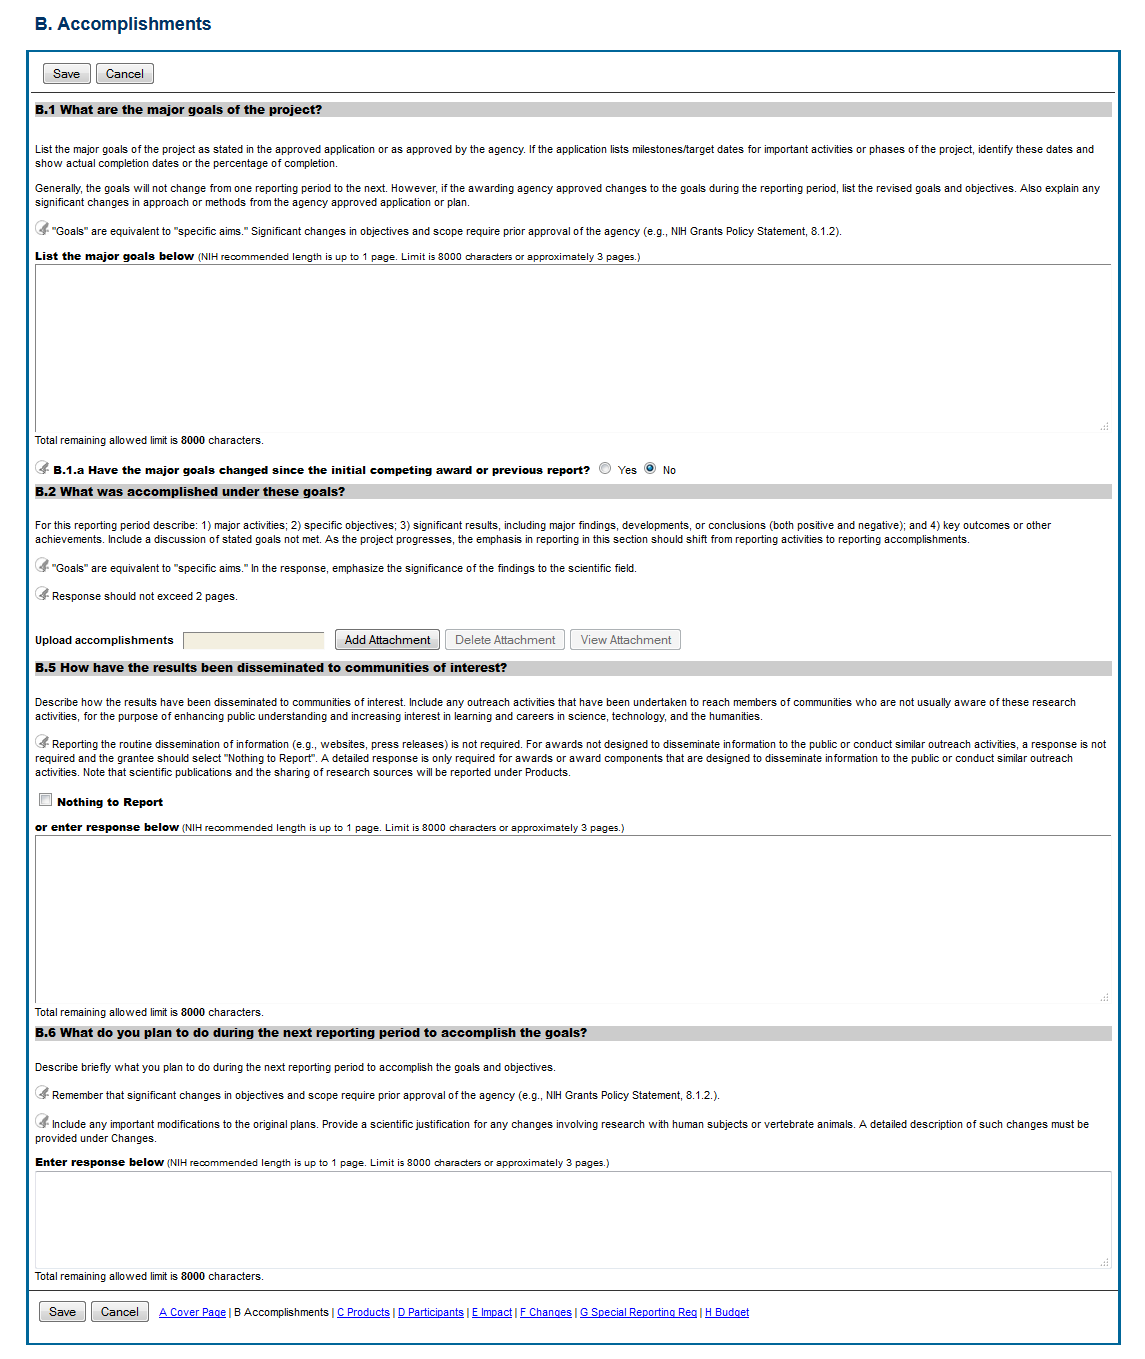 B. Accomplishments
Save Cancel
B.1 What are the major goals of the project?
List the major goals of the project as stated in the approved application or as approved by the agency. If the application lists milestones/target dates for important activities or phases of the project, identify these dates and
show actual completion dates or the percentage of completion.
Generally, the goals will not change from one reporting period to the next. However, if the awarding agency approved changes to the goals during the reporting period, list the revised goals and objectives. Also explain any
significant changes in approach or methods from the agency approved application or plan.
"Goals" are equivalent to "specific aims." Significant changes in objectives and scope require prior approval of the agency (e.g., NIH Grants Policy Statement, 8.1.2).
List the major goals below (NIH recommended length is up to 1 page. Limit is 8000 characters or approximately 3 pages.)
Total remaining allowed limit is 8000 characters.
B.1.a Have the major goals changed since the initial competing award or previous report? Yes No
B.2 What was accomplished under these goals?
For this reporting period describe: 1) major activities; 2) specific objectives; 3) significant results, including major findings, developments, or conclusions (both positive and negative); and 4) key outcomes or other
achievements. Include a discussion of stated goals not met. As the project progresses, the emphasis in reporting in this section should shift from reporting activities to reporting accomplishments.
"Goals" are equivalent to "specific aims." In the response, emphasize the significance of the findings to the scientific field.
Response should not exceed 2 pages.
Upload accomplishments Add Attachment Delete Attachment View Attachment
B.5 How have the results been disseminated to communities of interest?
Describe how the results have been disseminated to communities of interest. Include any outreach activities that have been undertaken to reach members of communities who are not usually aware of these research
activities, for the purpose of enhancing public understanding and increasing interest in learning and careers in science, technology, and the humanities.
Reporting the routine dissemination of information (e.g., websites, press releases) is not required. For awards not designed to disseminate information to the public or conduct similar outreach activities, a response is not
required and the grantee should select "Nothing to Report". A detailed response is only required for awards or award components that are designed to disseminate information to the public or conduct similar outreach
activities. Note that scientific publications and the sharing of research sources will be reported under Products.
Nothing to Report
or enter response below (NIH recommended length is up to 1 page. Limit is 8000 characters or approximately 3 pages.)
Total remaining allowed limit is 8000 characters.
B.6 What do you plan to do during the next reporting period to accomplish the goals?
Describe briefly what you plan to do during the next reporting period to accomplish the goals and objectives.
Remember that significant changes in objectives and scope require prior approval of the agency (e.g., NIH Grants Policy Statement, 8.1.2.).
Include any important modifications to the original plans. Provide a scientific justification for any changes involving research with human subjects or vertebrate animals. A detailed description of such changes must be
provided under Changes.
Enter response below (NIH recommended length is up to 1 page. Limit is 8000 characters or approximately 3 pages.)
Total remaining allowed limit is 8000 characters.
Save Cancel A Cover Page | B Accomplishments | C Products | D Participants | E Impact | F Changes | G Special Reporting Req | H Budget